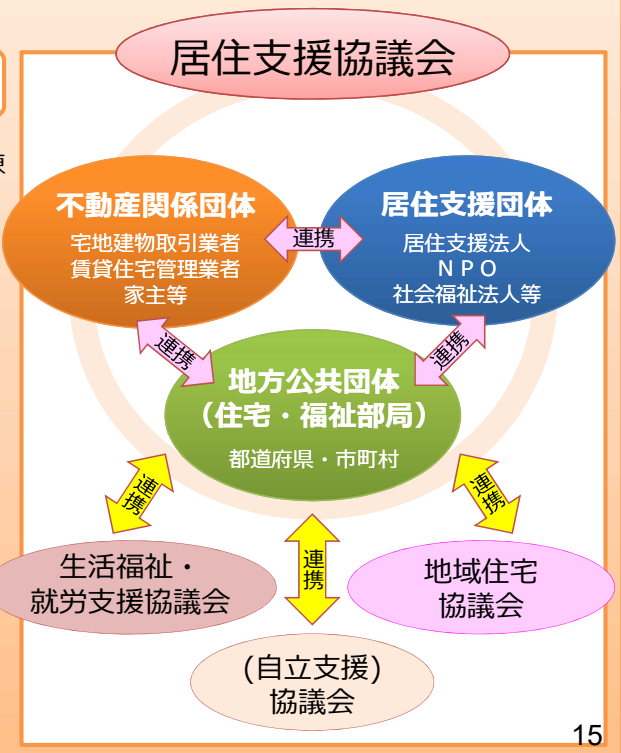 居住支援協議会
不動産関係団体
宅地建物取引業者
賃貸住宅管理業者
家主等
連携
居住支援団体
居住支援法人
ＮＰＯ
社会福祉法人等
連携
連携
地方公共団体
（住宅・福祉部局）
都道府県・市町村
連携
連携
連携
生活福祉・
就労支援協議会
地域住宅
協議会
(自立支援)
協議会
15